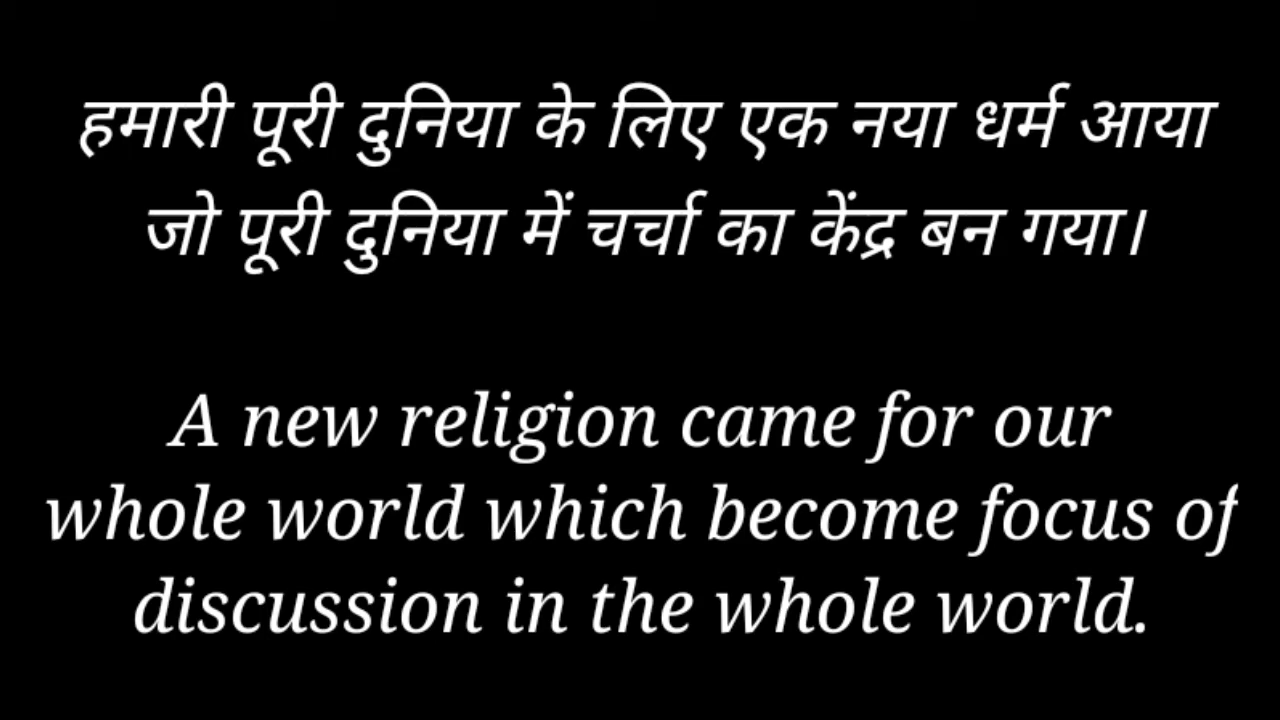 हमारी पूरी दुनिया के लिए एक नया धर्म आया
जो पूरी दुनिया में चर्चा का केंद्र बन गया।
A new religion came for our
whole world which become focus of
discussion in the whole world.